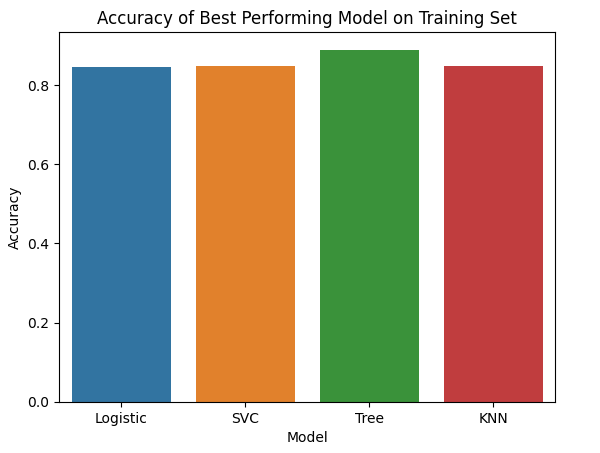 Accuracy of Best Performing Model on Training Set
0.8
0.6
0.4
0.2
0.0
Accuracy
Logistic SVC Tree KNN
Model